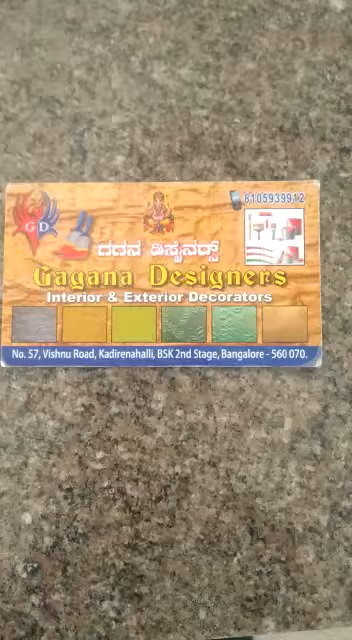 8105939912
GD
ಗಗನ ಡಿಸೈನರ್ಸ್
Gagana Designers
Interior & Exterior Decorators
No. 57, Vishnu Road, Kadirenahalli, BSK 2nd Stage, Bangalore - 560 070.